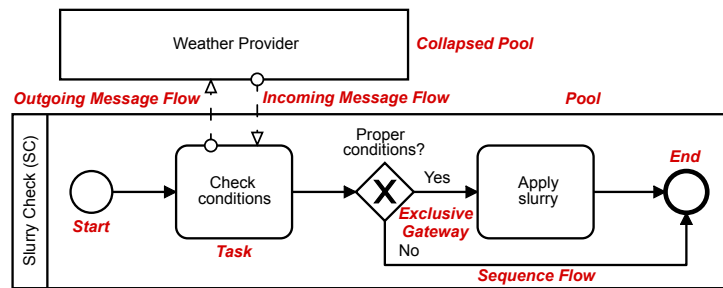 Weather Provider
Collapsed Pool
Outgoing Message Flow
Incoming Message Flow
Pool
Slurry Check (SC)
Proper
conditions?
End
Check
conditions
Yes
Apply
slurry
Start
Exclusive
Gateway
Task
No
Sequence Flow